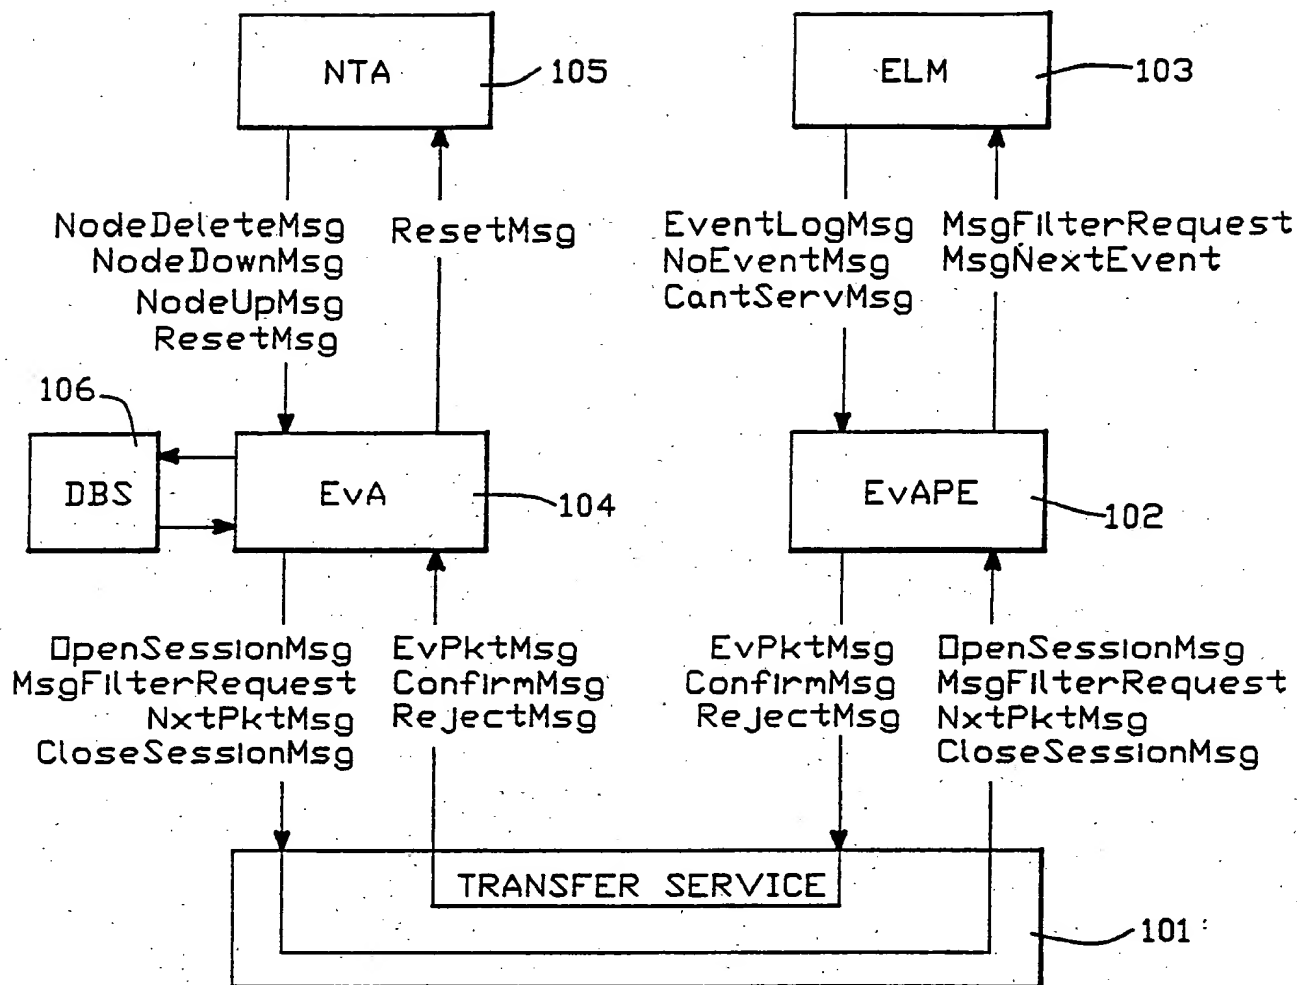 NTA
105
ELM
103
NodeDeleteMsg
NodeDownMsg
NodeUpMsg
ResetMsg
ResetMsg
EventLogMsg
NoEventMsg
CantServMsg
MsgFilterRequest
MsgNextEvent
106
DBS
EvA
104
EvAPE
102
OpenSessionMsg
MsgFilterRequest
NxtPktMsg
CloseSessionMsg
EvPktMsg
ConfirmMsg
RejectMsg
EvPktMsg
ConfirmMsg
RejectMsg
OpenSessionMsg
MsgFilterRequest
NxtPktMsg
CloseSessionMsg
TRANSFER SERVICE
101